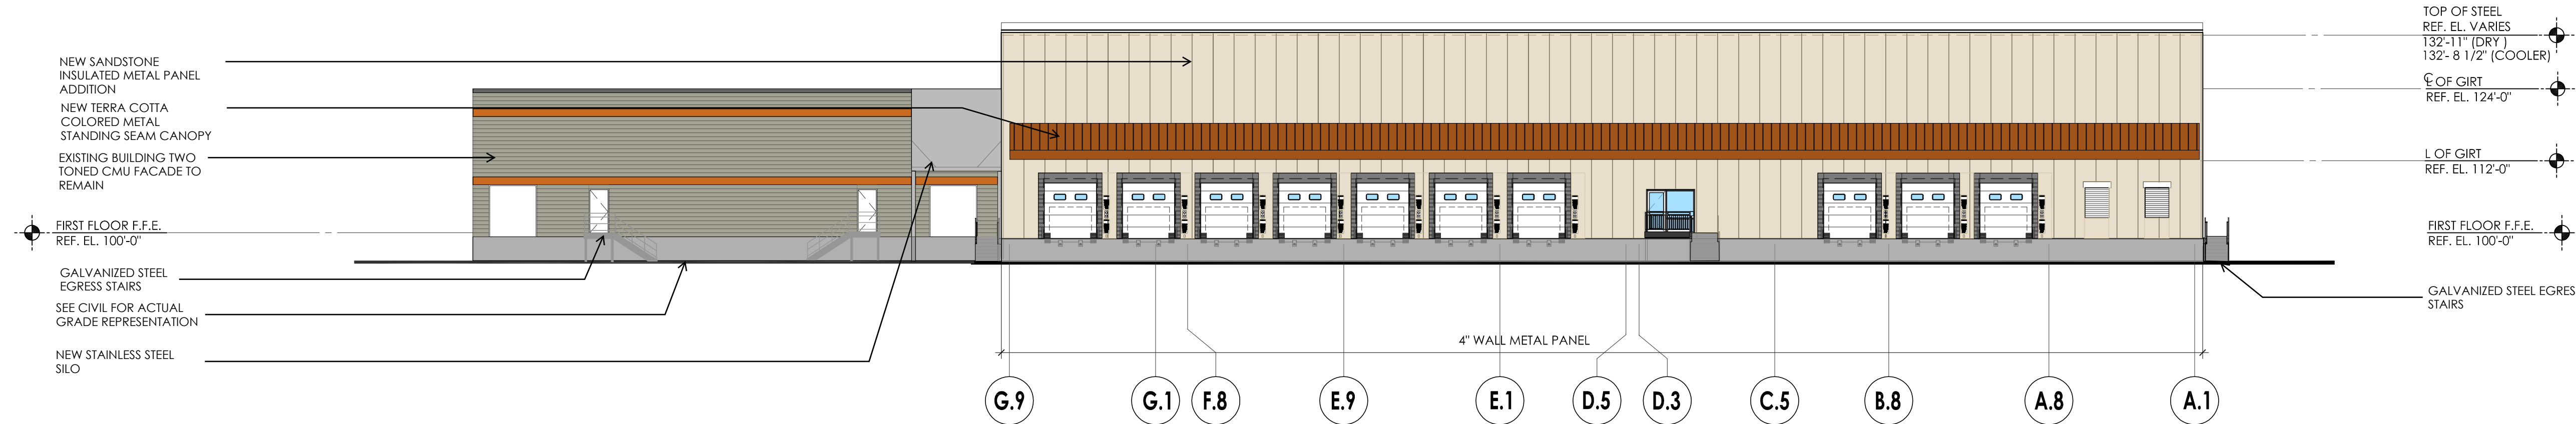 NEW SANDSTONE
INSULATED METAL PANEL
ADDITION
NEW TERRA COTTA
COLORED METAL
STANDING SEAM CANOPY
EXISTING BUILDING TWO
TONED CMU FACADE TO
REMAIN
FIRST FLOOR F.F.E.
REF. EL. 100'-0"
GALVANIZED STEEL
EGRESS STAIRS
SEE CIVIL FOR ACTUAL
GRADE REPRESENTATION
NEW STAINLESS STEEL
SILO
4" WALL METAL PANEL
G.9
G.1
F.8
E.9
E.1
D.5
D.3
C.5
B.8
A.8
A.1
TOP OF STEEL
REF. EL. VARIES
132'-11" (DRY )
132'- 8 1/2" (COOLER)
℄ OF GIRT
REF. EL. 124'-0"
L OF GIRT
REF. EL. 112'-0"
FIRST FLOOR F.F.E.
REF. EL. 100'-0"
GALVANIZED STEEL EGRES
STAIRS